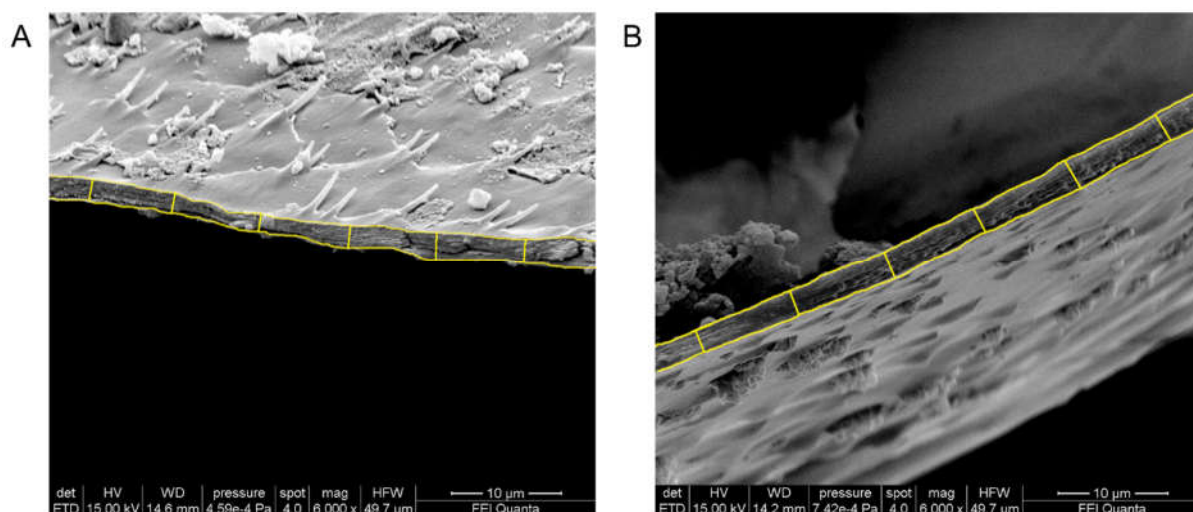 A
B
det HV WD pressure spot mag HFW 10 µm
ETD 15.00 kV 14.6 mm 4.59e-4 Pa 4.0 6 000 x 49.7 µm FEI Quanta
det HV WD pressure spot mag HFW 10 µm
ETD 15.00 kV 14.2 mm 7.42e-4 Pa 4.0 6 000 x 49.7 µm FEI Quanta